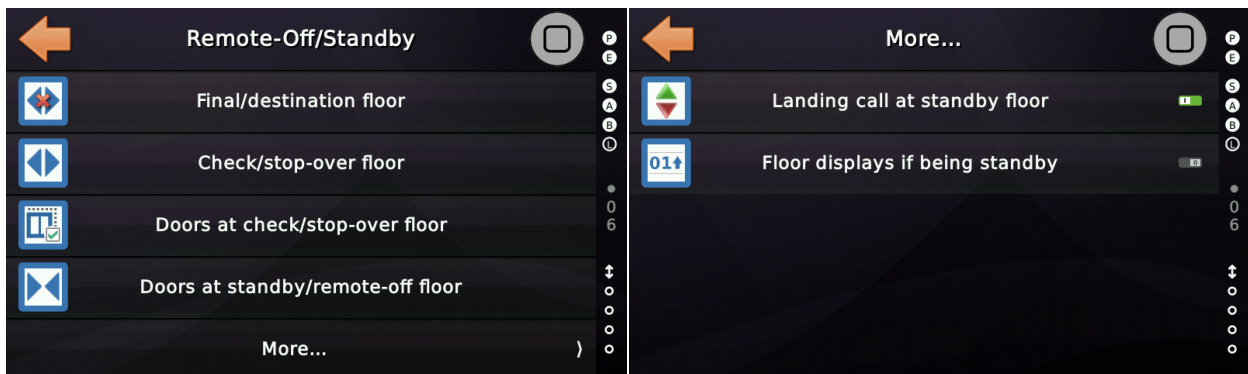 Remote-Off/Standby
Final/destination floor
Check/stop-over floor
Doors at check/stop-over floor
Doors at standby/remote-off floor
More...
P
E
S
A
B
L
0
6
More...
Landing call at standby floor
I
01
Floor displays if being standby
0
P
E
S
A
B
L
0
6